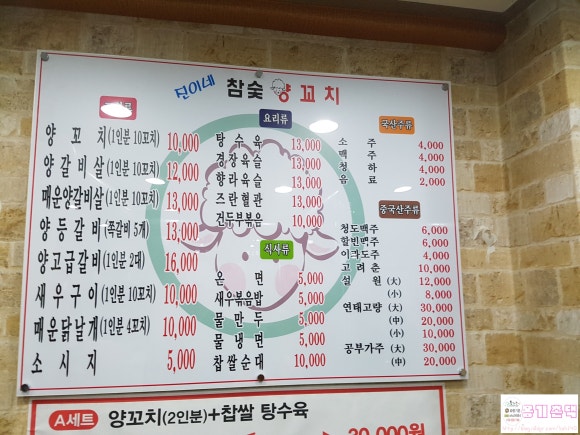 진이네 참숯 양꼬치
양꼬치(1인분 10꼬치) 10,000
양갈비살(1인분 10꼬치) 12,000
매운양갈비살(1인분 10꼬치) 13,000
양등갈비(쪽갈비 5개) 13,000
양고급갈비(1인분 2대) 16,000
새우구이(1인분 10꼬치) 10,000
매운닭날개(1인분 4꼬치) 10,000
소시지 5,000
요리류
탕수육 13,000
경장육슬 13,000
향라육슬 13,000
즈란혈관 13,000
건두부볶음 10,000
식사류
온면 5,000
새우볶음밥 5,000
물만두 5,000
물냉면 5,000
찹쌀순대 10,000
국산주류
소주 4,000
맥주 4,000
청하 4,000
음료 2,000
중국산주류
청도맥주 6,000
할빈맥주 6,000
이과도주 4,000
고려춘 10,000
설원 (大) 12,000
(小) 8,000
연태고량 (大) 30,000
(中) 20,000
(小) 10,000
공부가주 (大) 30,000
(中) 20,000
A세트 양꼬치(2인분)+찹쌀 탕수육
30,000원